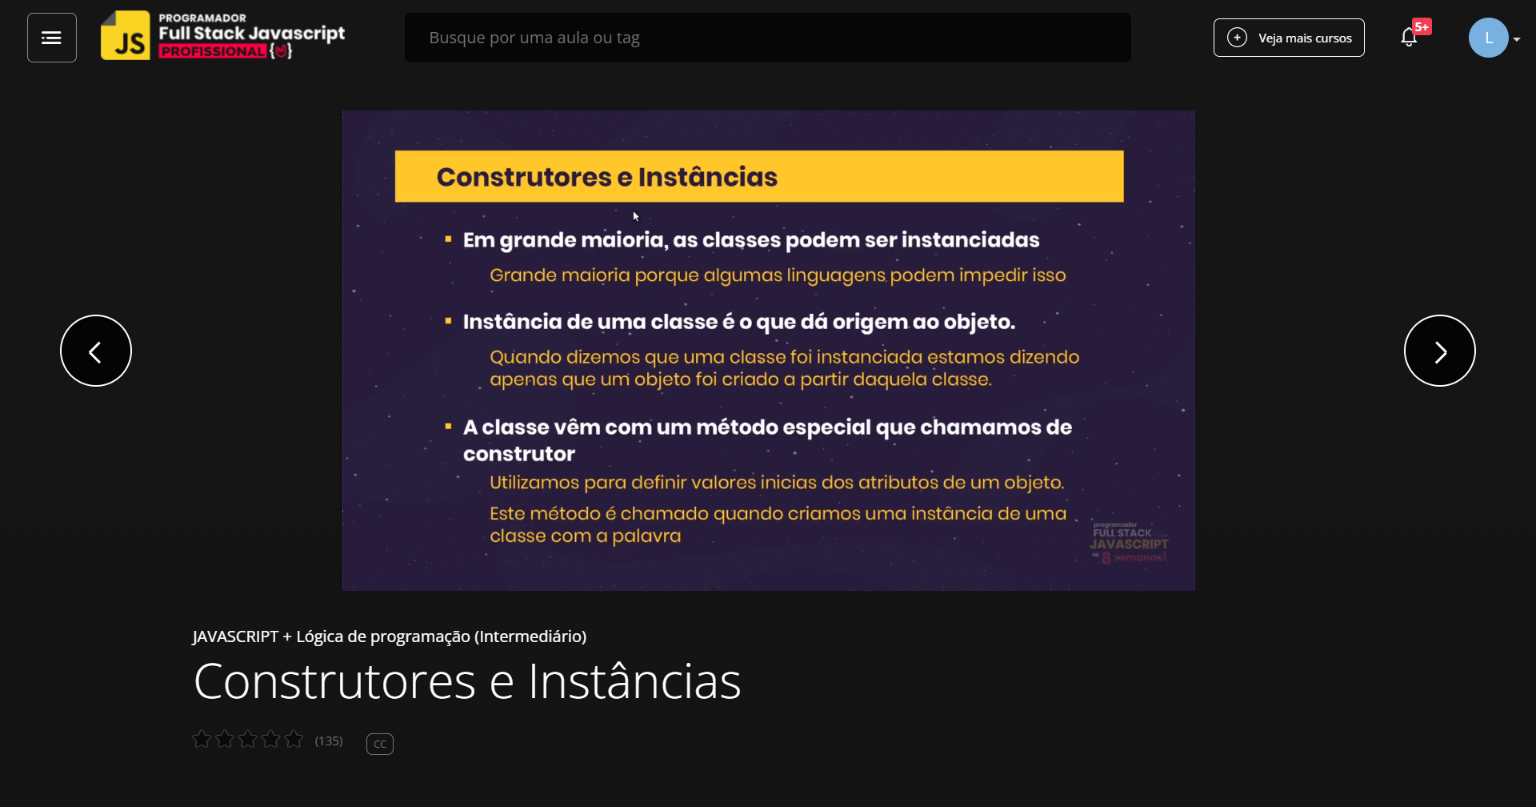 JS
PROGRAMADOR
Full Stack Javascript
PROFISSIONAL
Busque por uma aula ou tag
Veja mais cursos
5+
L
Construtores e Instâncias
Em grande maioria, as classes podem ser instanciadas
Grande maioria porque algumas linguagens podem impedir isso
Instância de uma classe é o que dá origem ao objeto.
Quando dizemos que uma classe foi instanciada estamos dizendo
apenas que um objeto foi criado a partir daquela classe.
A classe vêm com um método especial que chamamos de
construtor
Utilizamos para definir valores inicias dos atributos de um objeto.
Este método é chamado quando criamos uma instância de uma
classe com a palavra
programador
FULL STACK
JAVASCRIPT
8 semanas!
JAVASCRIPT + Lógica de programação (Intermediário)
Construtores e Instâncias
(135)
CC